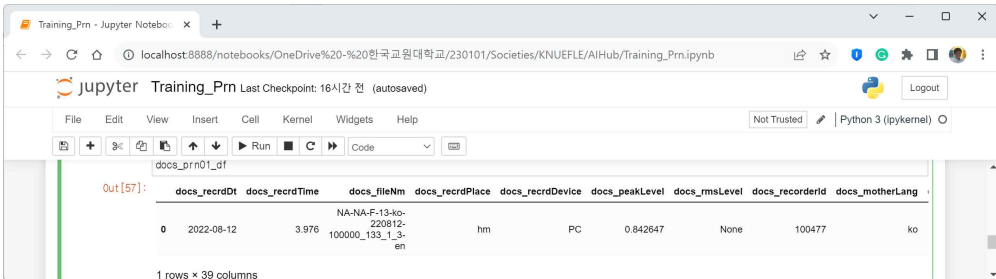 Training_Prn - Jupyter Noteboo
localhost:8888/notebooks/OneDrive%20-%20한국교원대학교/230101/Societies/KNUEFLE/AIHub/Training_Prn.ipynb
jupyter Training_Prn Last Checkpoint: 16시간 전 (autosaved)
Logout
File Edit View Insert Cell Kernel Widgets Help Not Trusted Python 3 (ipykernel)
Run Code
docs_prn01_df
Out[57]:
docs_recrdDt docs_recrdTime docs_fileNm docs_recrdPlace docs_recrdDevice docs_peakLevel docs_rmsLevel docs_recorderId docs_motherLang
0 2022-08-12 3.976 NA-NA-F-13-ko-
220812-
100000_133_1_3-
en hm PC 0.842647 None 100477 ko
1 rows × 39 columns